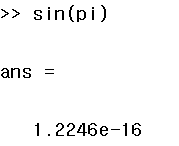 >> sin(pi)
ans =
1.2246e-16